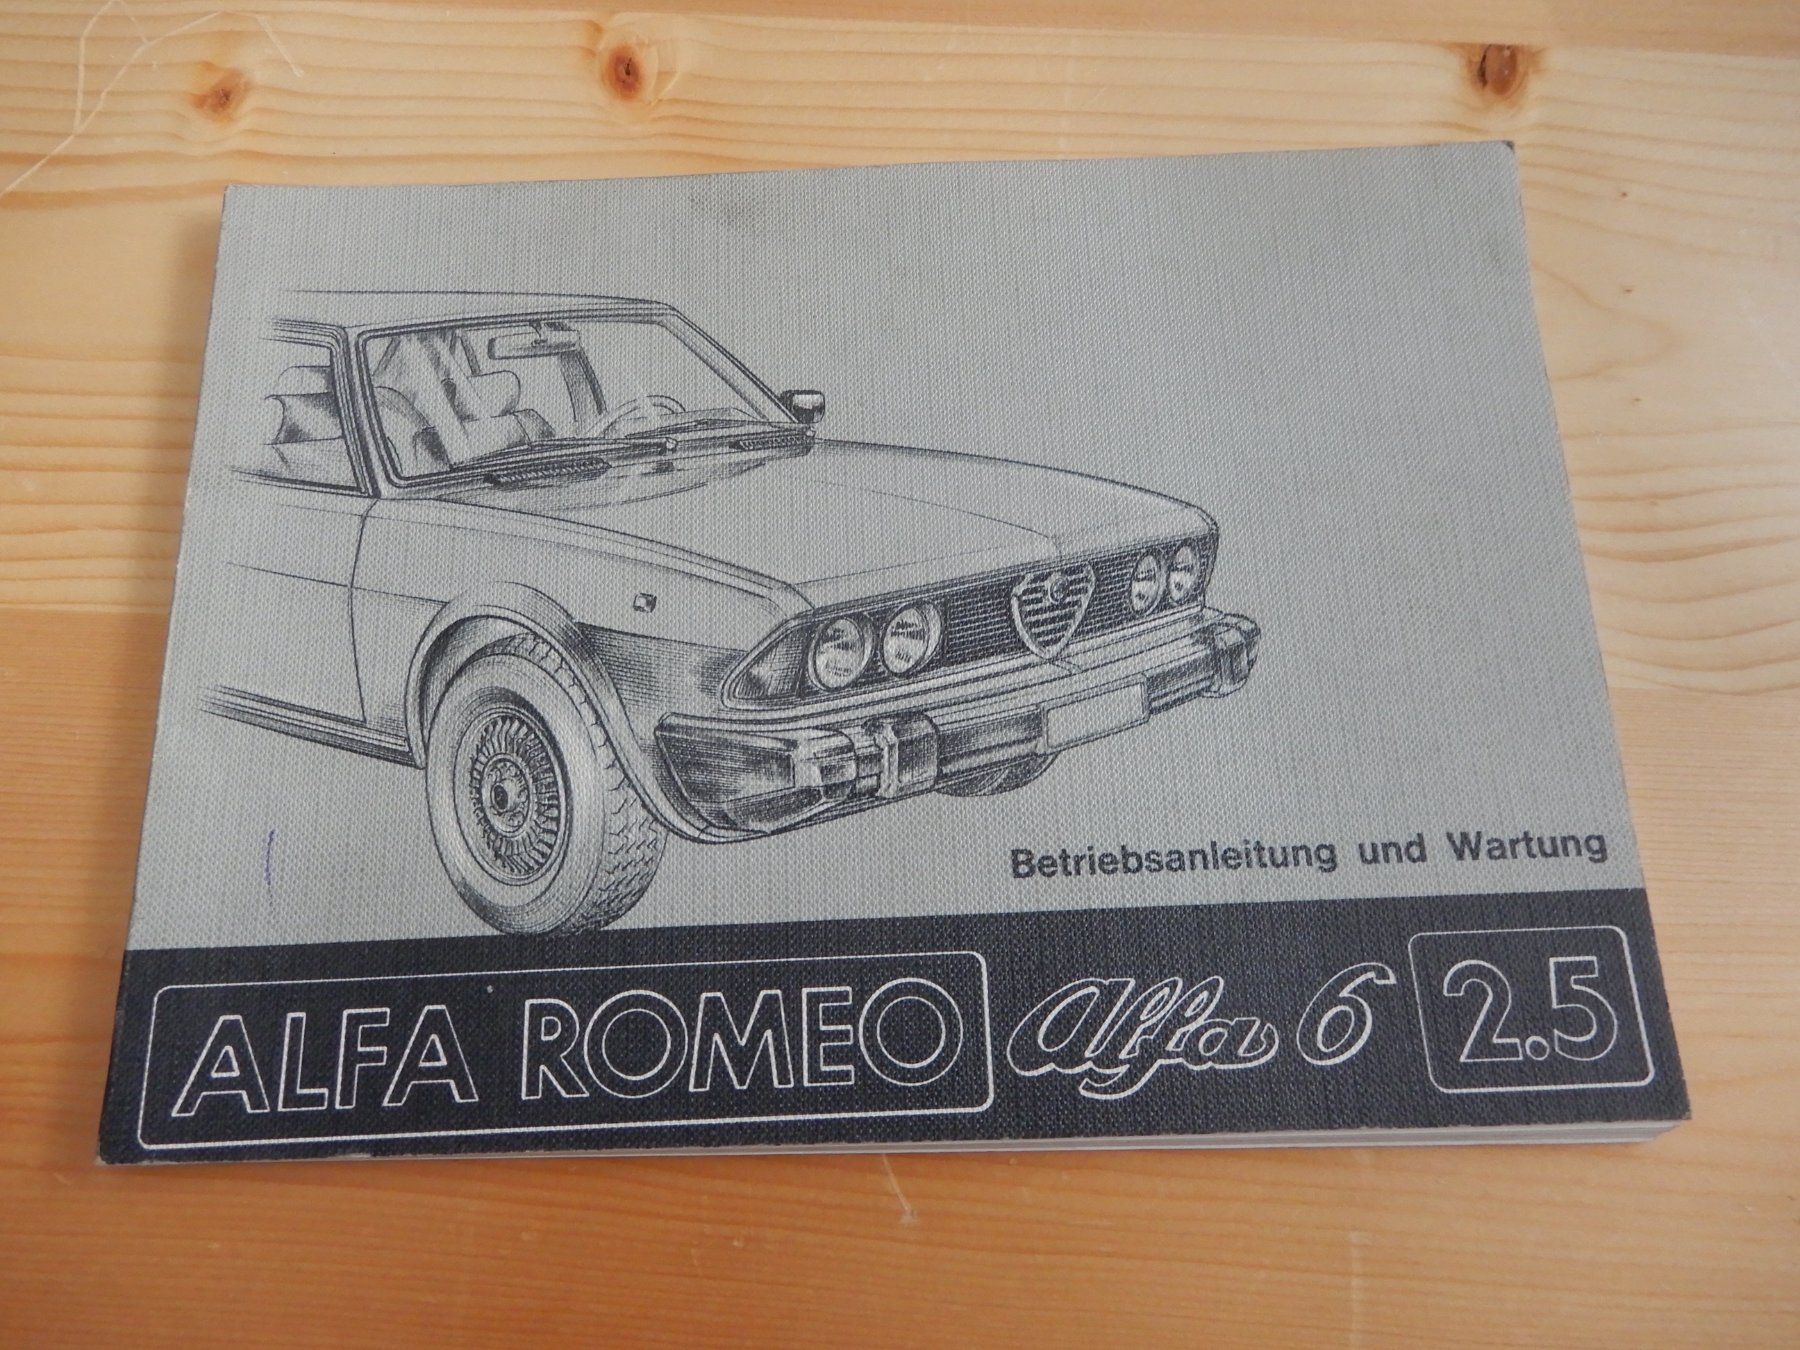 Betriebsanleitung und Wartung
ALFA ROMEO Alfa 6 2.5